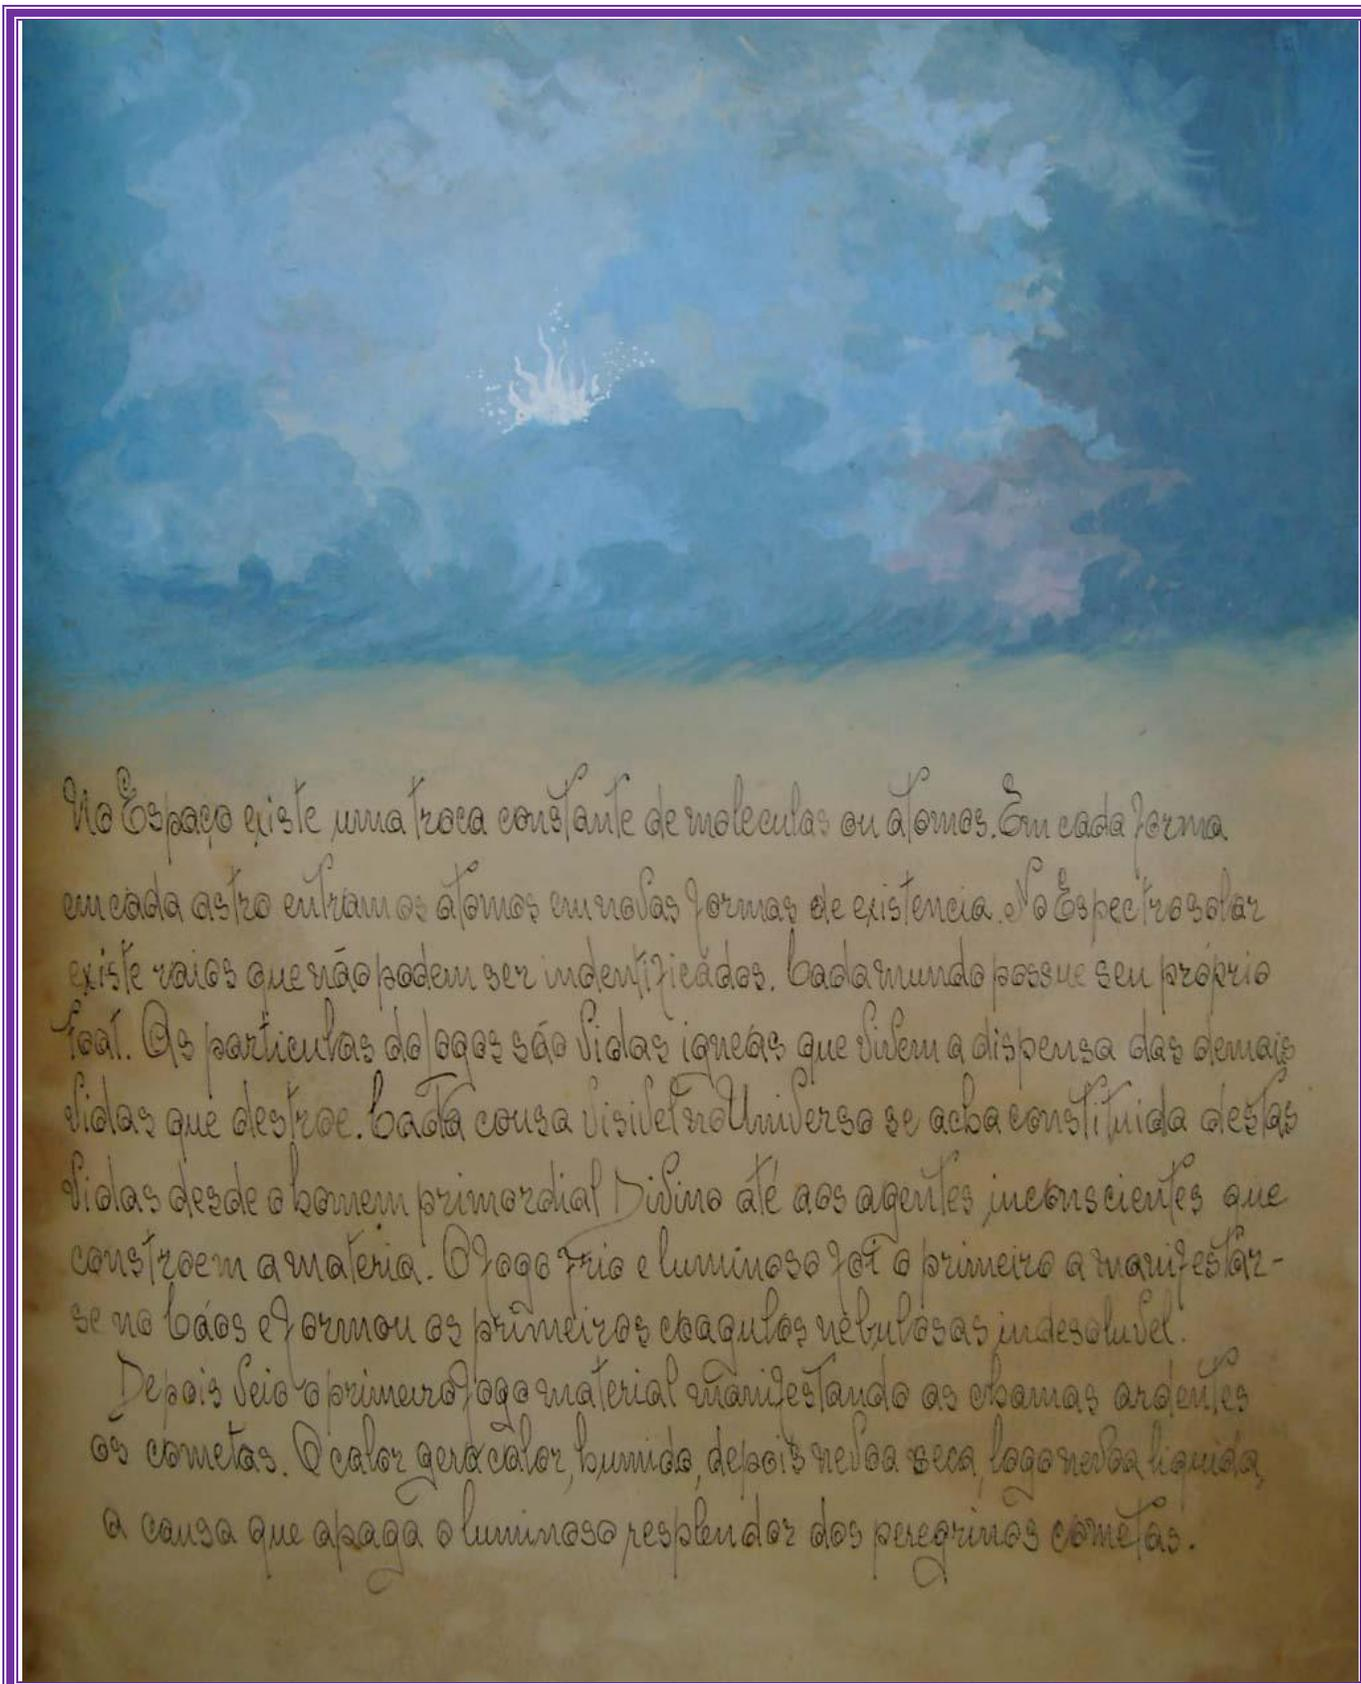 No Espaço existe uma troca constante de moleculas ou átomos. Em cada forma
em cada astro entram os átomos em novas formas de existencia. No Espectro solar
existe raios que não podem ser indentificados. Cada mundo possue seu próprio
Foat. As particulas do fogos são vidas igneas que vivem a dispensa das demais
vidas que destroe. Cada cousa visivel no Universo se acha constituida destas
vidas desde o homem primordial Divino até aos agentes inconscientes que
constroem a materia. O fogo frio e luminoso foi o primeiro a manifestar-
se no Cáos e formou os primeiros coagulos nebulosas indesoluvel.
Depois veio o primeiro fogo material manifestando as chamas ardentes
os cometas. O calor gera calor, humido, depois nevoa seca, logo nevoa liquida,
a causa que apaga o luminoso resplendor dos peregrinos cometas.